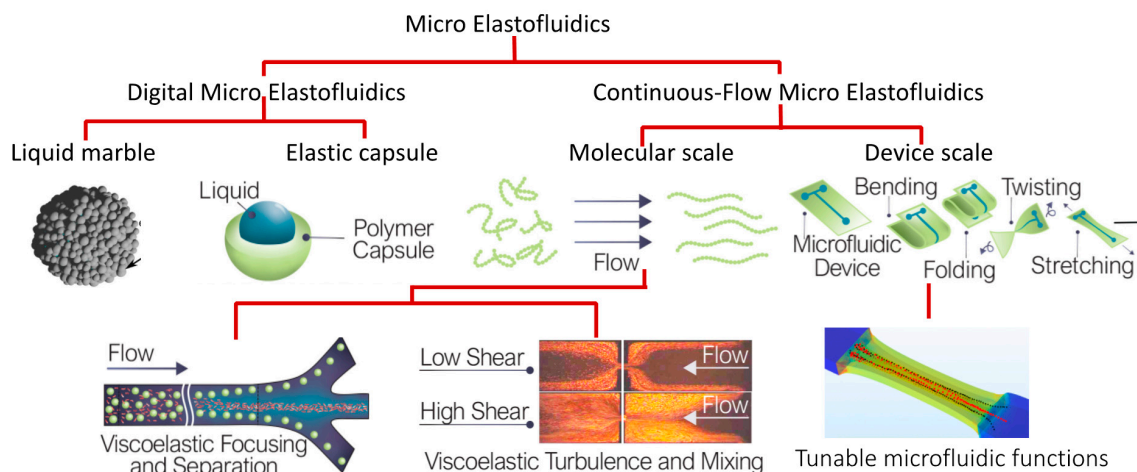 Micro Elastofluidics
Digital Micro Elastofluidics
Continuous-Flow Micro Elastofluidics
Liquid marble
Elastic capsule
Molecular scale
Device scale
Liquid
Polymer
Capsule
Flow
Bending
Twisting
Microfluidic
Device
Folding
Stretching
Flow
Viscoelastic Focusing
and Separation
Low Shear
Flow
High Shear
Flow
Viscoelastic Turbulence and Mixing
Tunable microfluidic functions